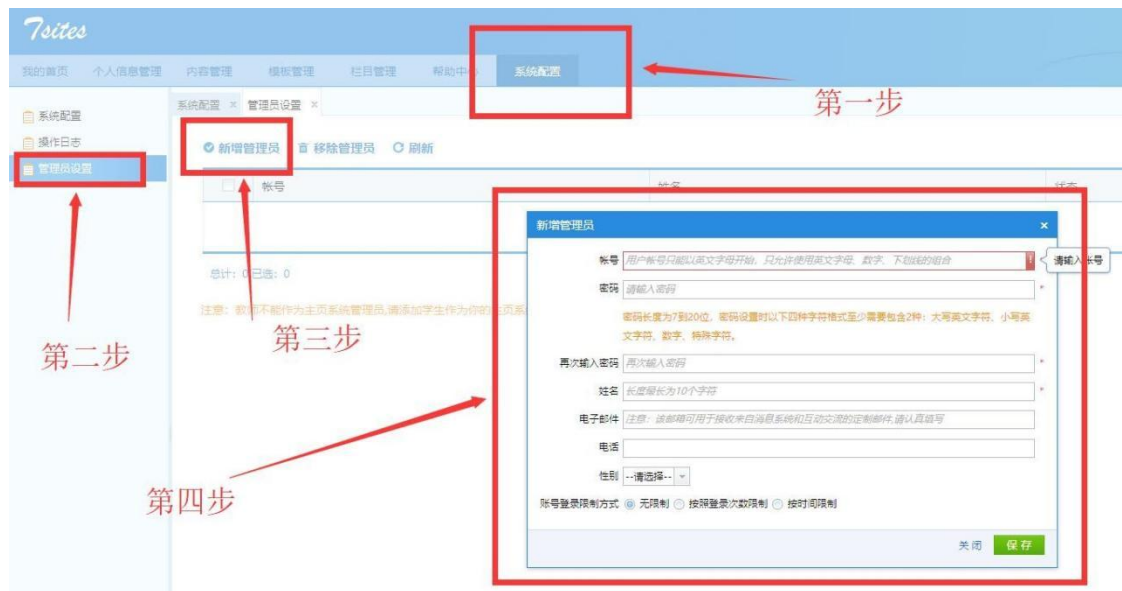 Tsites
我的首页 个人信息管理 内容管理 模板管理 栏目管理 帮助中心 系统配置
第一步
系统配置 × 管理员设置 ×
系统配置
操作日志
管理员设置
新增管理员 移除管理员 刷新
帐号 姓名 状态
总计：0 已选：0
注意：教师不能作为主页系统管理员,请添加学生作为你的主页系
第二步
第三步
第四步
新增管理员 ×
帐号 用户帐号只能以英文字母开始，只允许使用英文字母、数字、下划线的组合 ! 请输入帐号
密码 请输入密码 *
密码长度为7到20位，密码设置时以下四种字符格式至少需要包含2种：大写英文字符、小写英
文字符、数字、特殊字符。
再次输入密码 再次输入密码 *
姓名 长度最长为10个字符 *
电子邮件 注意：该邮箱可用于接收来自消息系统和互动交流的定制邮件,请认真填写
电话
性别 --请选择--
账号登录限制方式 无限制 按照登录次数限制 按时间限制
关闭 保存